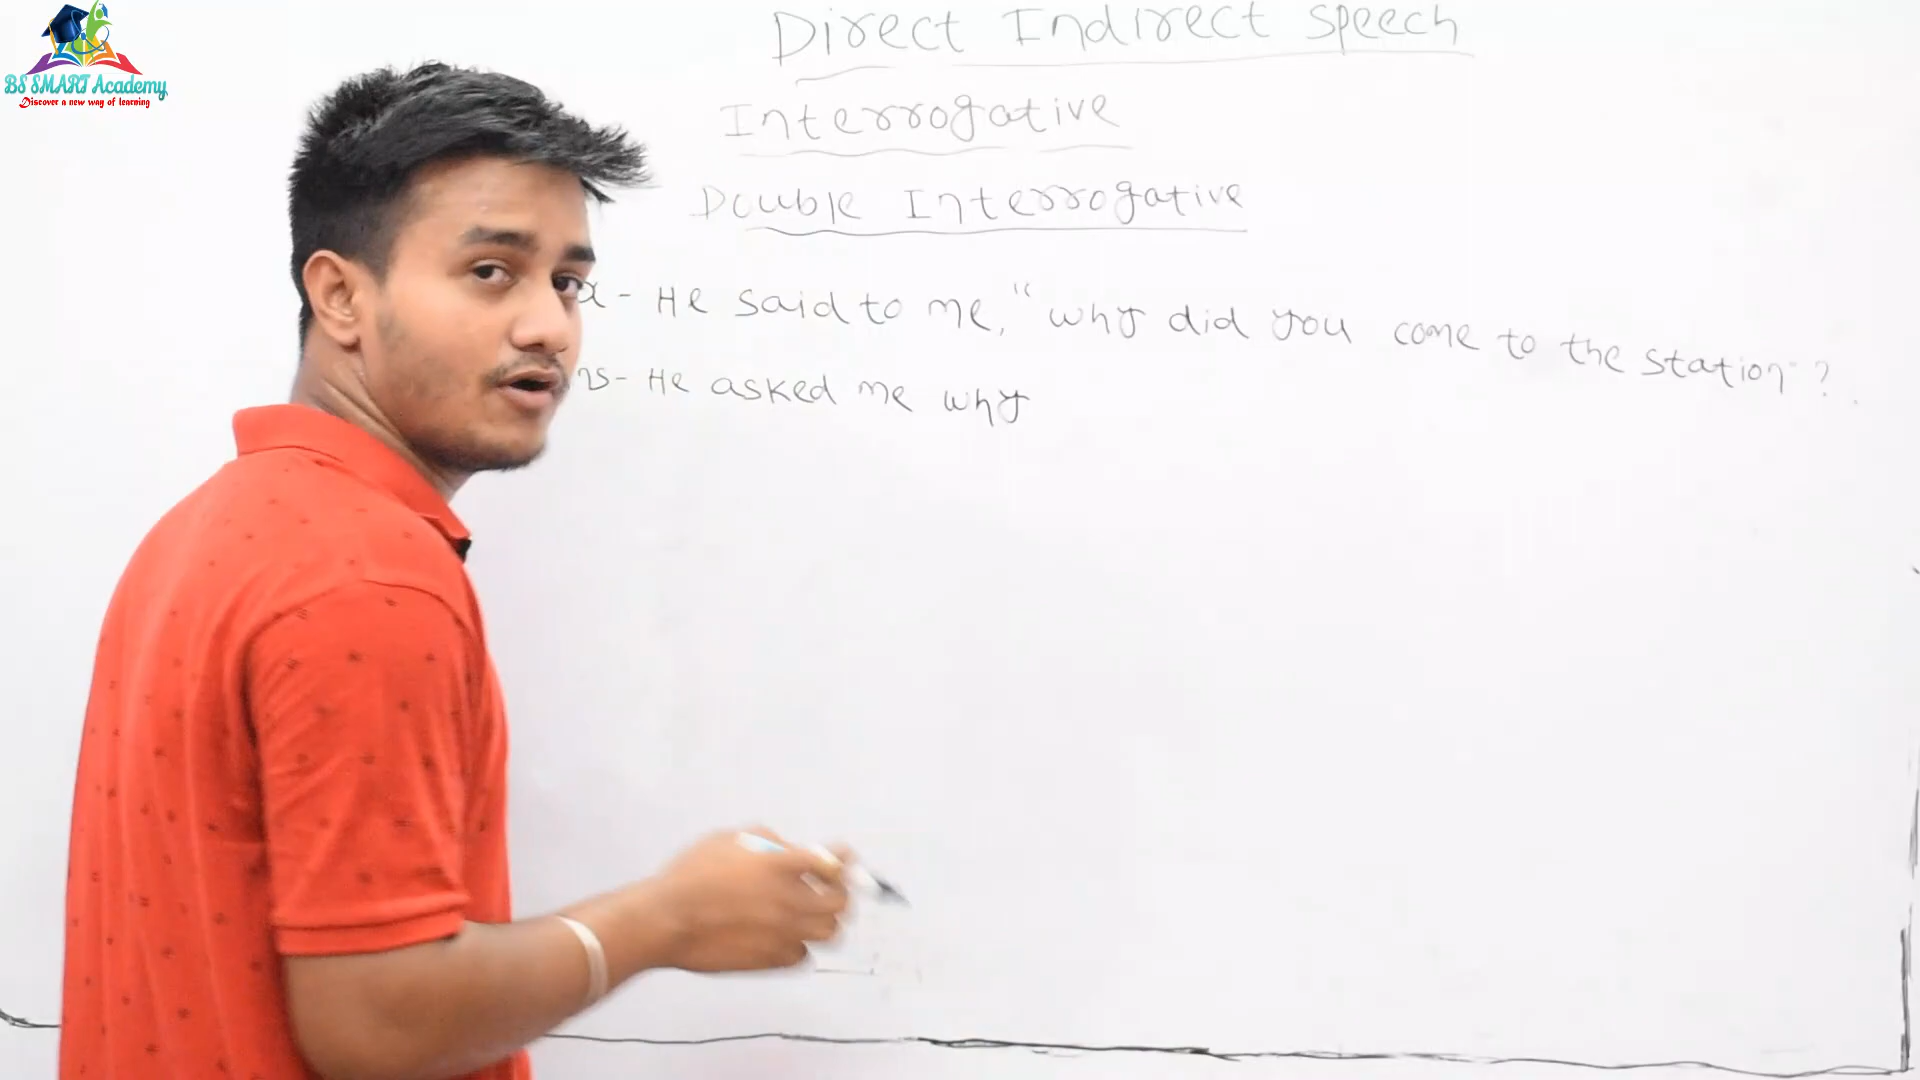 BS SMART Academy
Discover a new way of learning
Direct Indirect Speech
Interrogative
Double Interrogative
x - He said to me, "why did you come to the station" ?.
ns - He asked me why